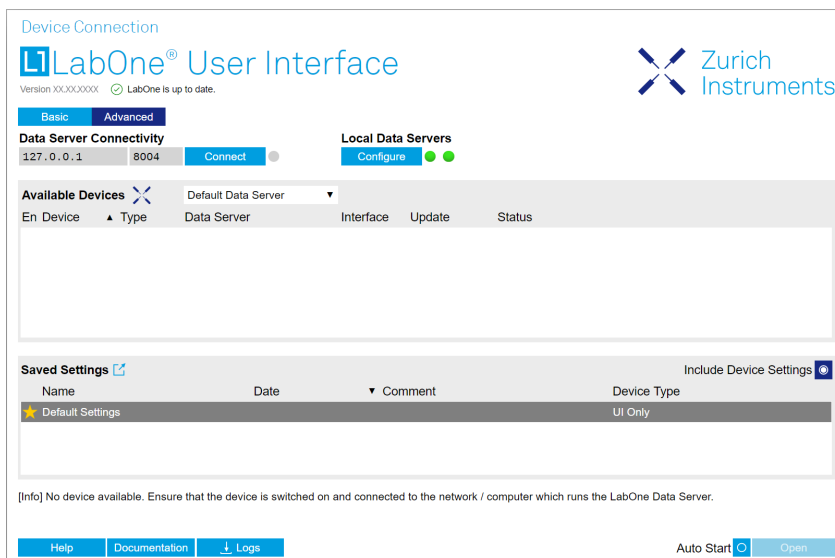 Device Connection
L1 LabOne® User Interface
Zurich
Instruments
Version XX.XX.XXXX LabOne is up to date.
Basic Advanced
Data Server Connectivity Local Data Servers
127.0.0.1 8004 Connect Configure
Available Devices Default Data Server ▼
En Device ▲ Type Data Server Interface Update Status
Saved Settings Include Device Settings
Name Date ▼ Comment Device Type
Default Settings UI Only
[Info] No device available. Ensure that the device is switched on and connected to the network / computer which runs the LabOne Data Server.
Help Documentation Logs Auto Start Open